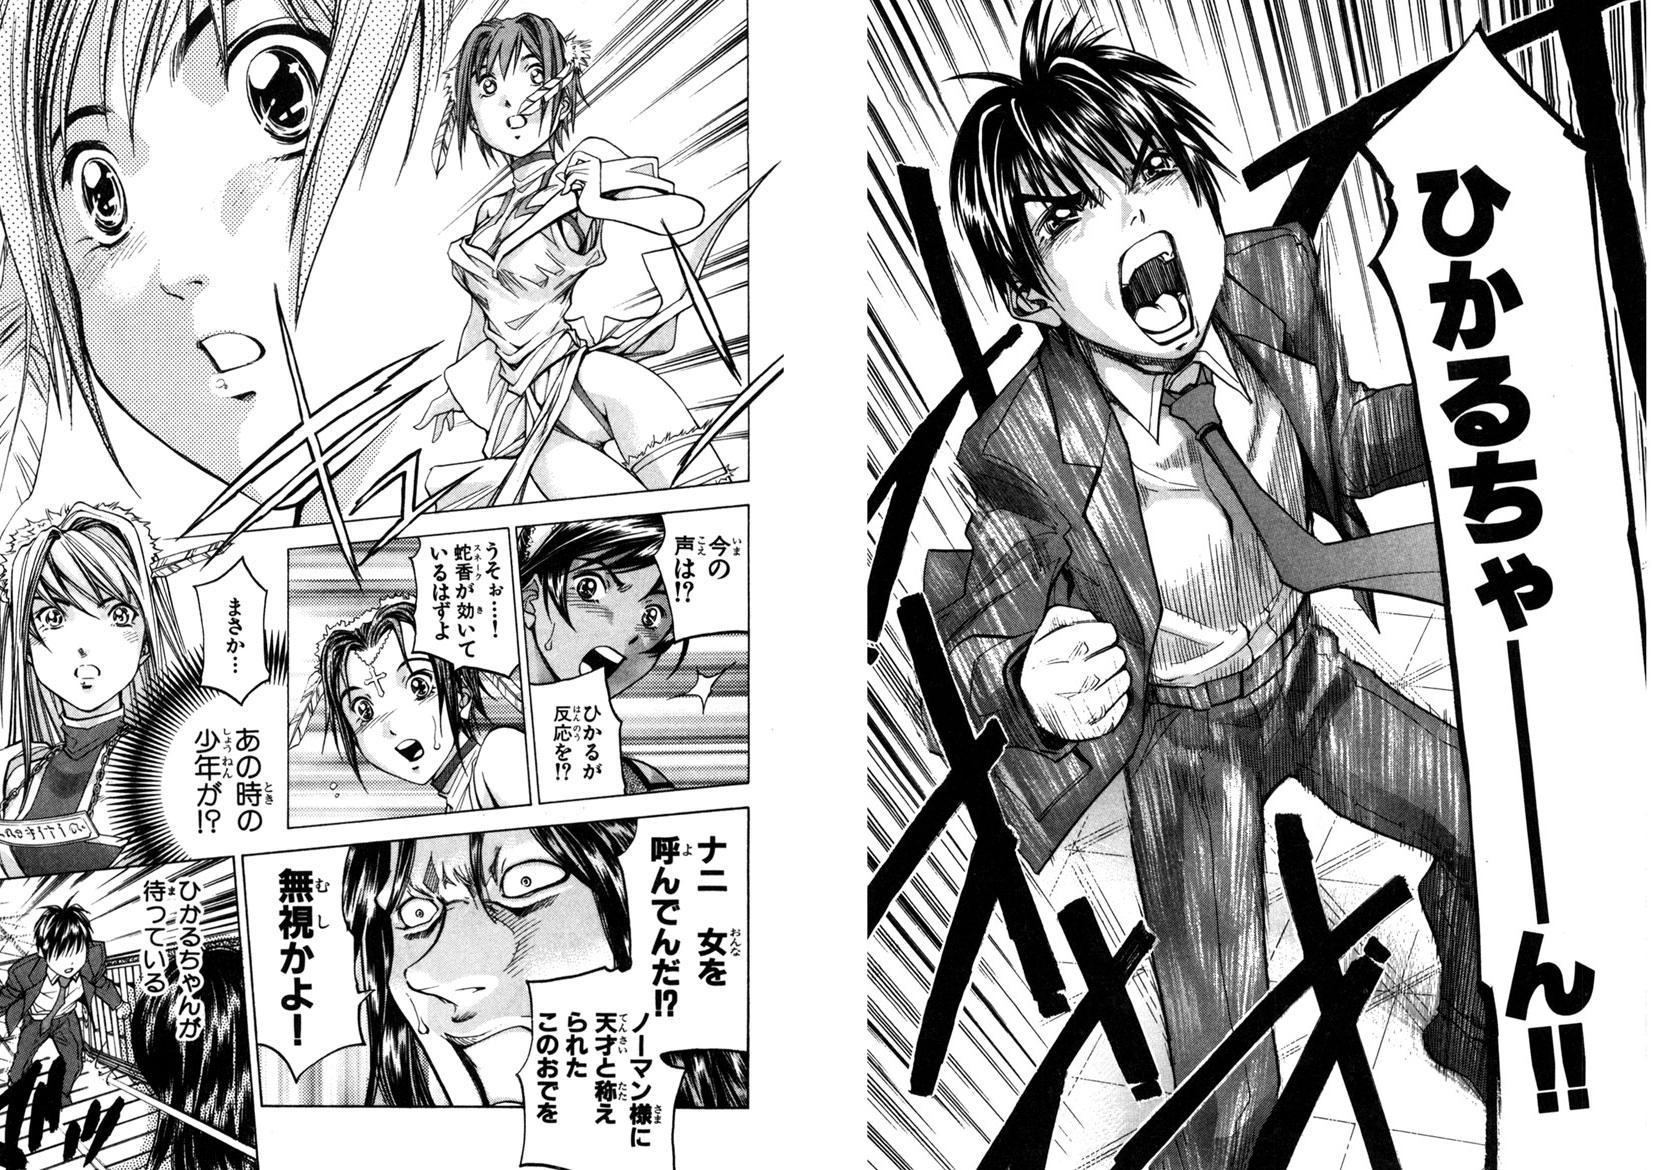 ひかるちゃーーん!!
今の
声は!?
ひかるが
反応を!?
うそぉ…!
蛇香が効いて
いるはずよ
まさか…
あの時の
少年が!?
ナニ 女を
呼んでんだ!?
ノーマン様に
天才と称え
られた
このおでを
無視かよ!
ひかるちゃんが
待っている